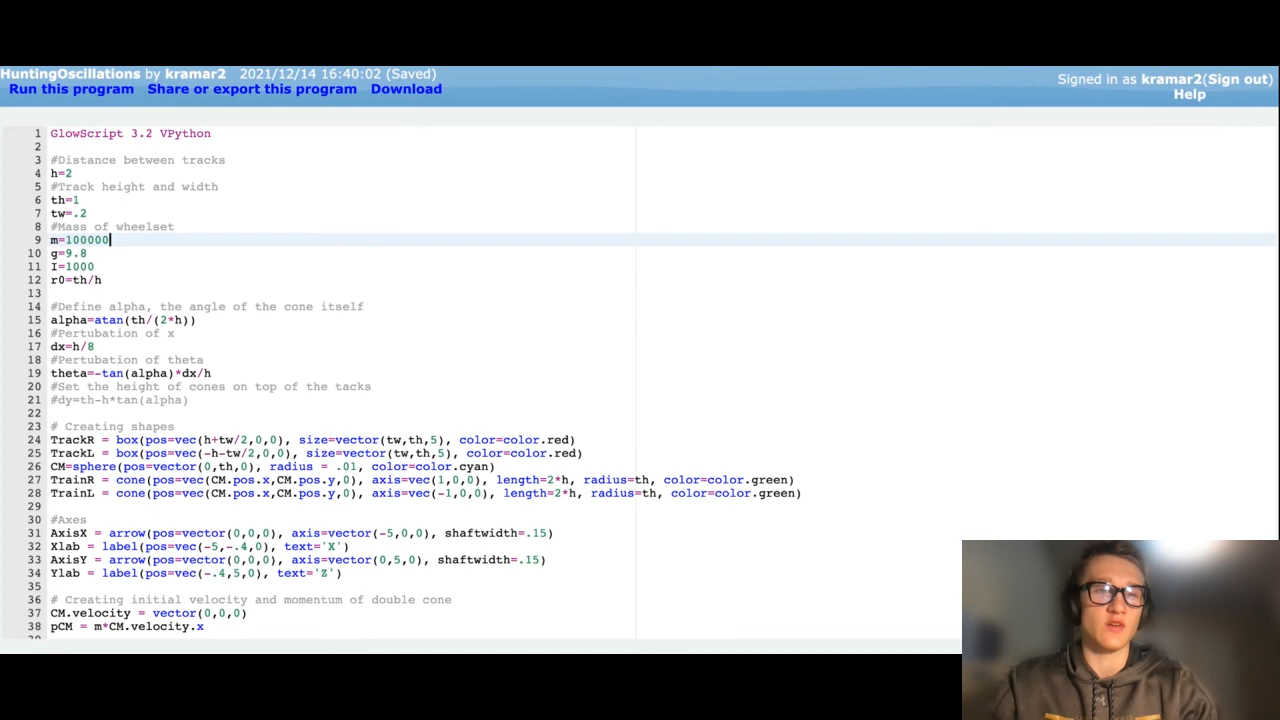 HuntingOscillations by kramar2 2021/12/14 16:40:02 (Saved)
Signed in as kramar2(Sign out)
Run this program Share or export this program Download
Help
1 GlowScript 3.2 VPython
2
3 #Distance between tracks
4 h=2
5 #Track height and width
6 th=1
7 tw=.2
8 #Mass of wheelset
9 m=100000
10 g=9.8
11 I=1000
12 r0=th/h
13
14 #Define alpha, the angle of the cone itself
15 alpha=atan(th/(2*h))
16 #Pertubation of x
17 dx=h/8
18 #Pertubation of theta
19 theta=-tan(alpha)*dx/h
20 #Set the height of cones on top of the tacks
21 #dy=th-h*tan(alpha)
22
23 # Creating shapes
24 TrackR = box(pos=vec(h+tw/2,0,0), size=vector(tw,th,5), color=color.red)
25 TrackL = box(pos=vec(-h-tw/2,0,0), size=vector(tw,th,5), color=color.red)
26 CM=sphere(pos=vector(0,th,0), radius = .01, color=color.cyan)
27 TrainR = cone(pos=vec(CM.pos.x,CM.pos.y,0), axis=vec(1,0,0), length=2*h, radius=th, color=color.green)
28 TrainL = cone(pos=vec(CM.pos.x,CM.pos.y,0), axis=vec(-1,0,0), length=2*h, radius=th, color=color.green)
29
30 #Axes
31 AxisX = arrow(pos=vector(0,0,0), axis=vector(-5,0,0), shaftwidth=.15)
32 Xlab = label(pos=vec(-5,-.4,0), text='X')
33 AxisY = arrow(pos=vector(0,0,0), axis=vector(0,5,0), shaftwidth=.15)
34 Ylab = label(pos=vec(-.4,5,0), text='Z')
35
36 # Creating initial velocity and momentum of double cone
37 CM.velocity = vector(0,0,0)
38 pCM = m*CM.velocity.x